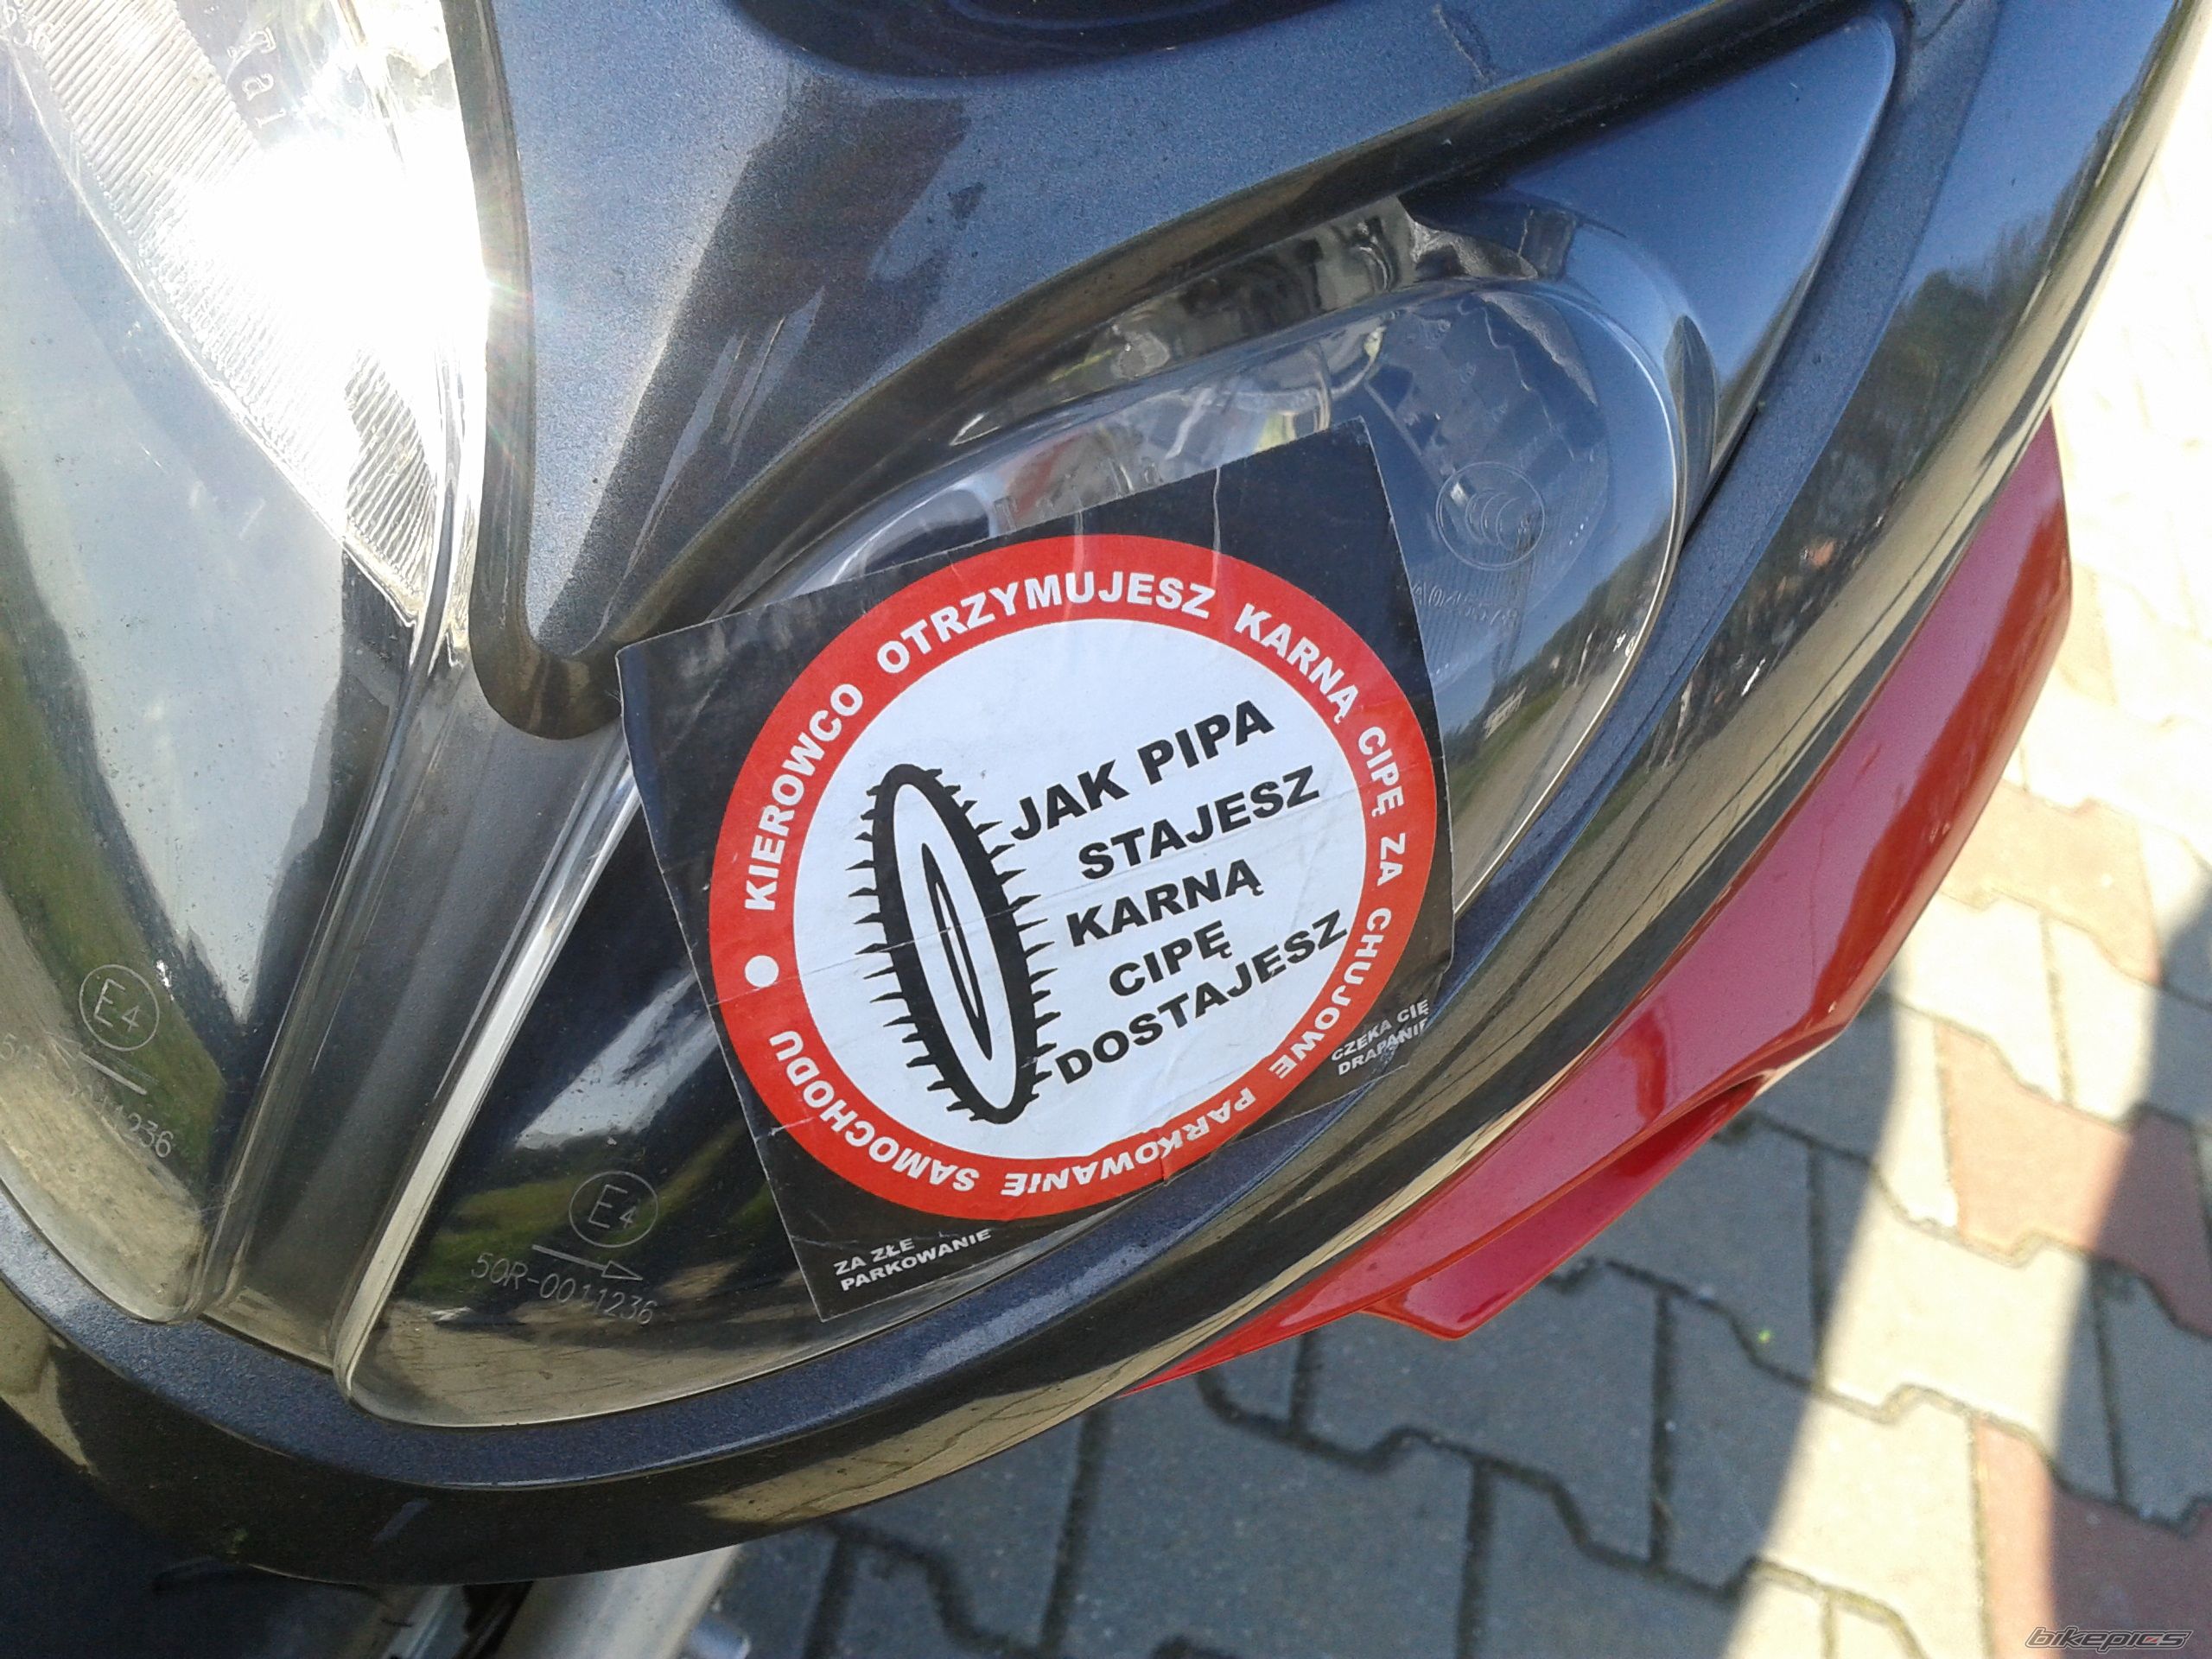 KIEROWCO OTRZYMUJESZ KARNĄ CIPĘ ZA CHUJOWE PARKOWANIE SAMOCHODU
JAK PIPA
STAJESZ
KARNĄ
CIPĘ
DOSTAJESZ
CZEKA CIĘ
DRAPANIE
ZA ZŁE
PARKOWANIE
E4
E4
50R-0011236
bikepics